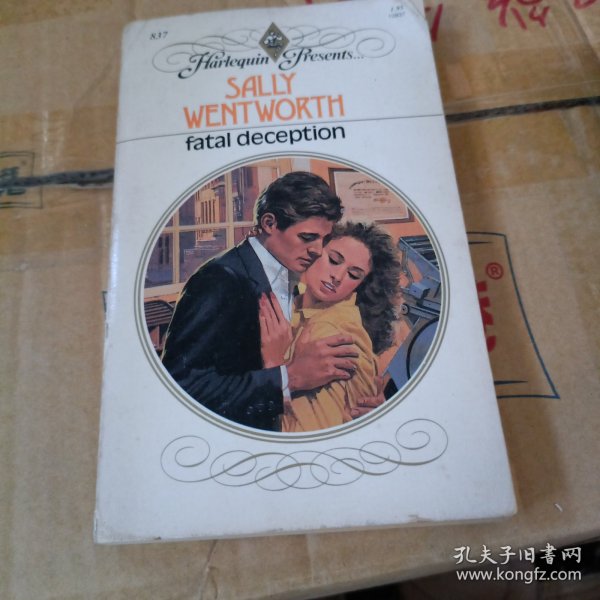 837
Harlequin Presents...
SALLY
WENTWORTH
fatal deception
®
孔夫子旧书网
www.kongfz.com